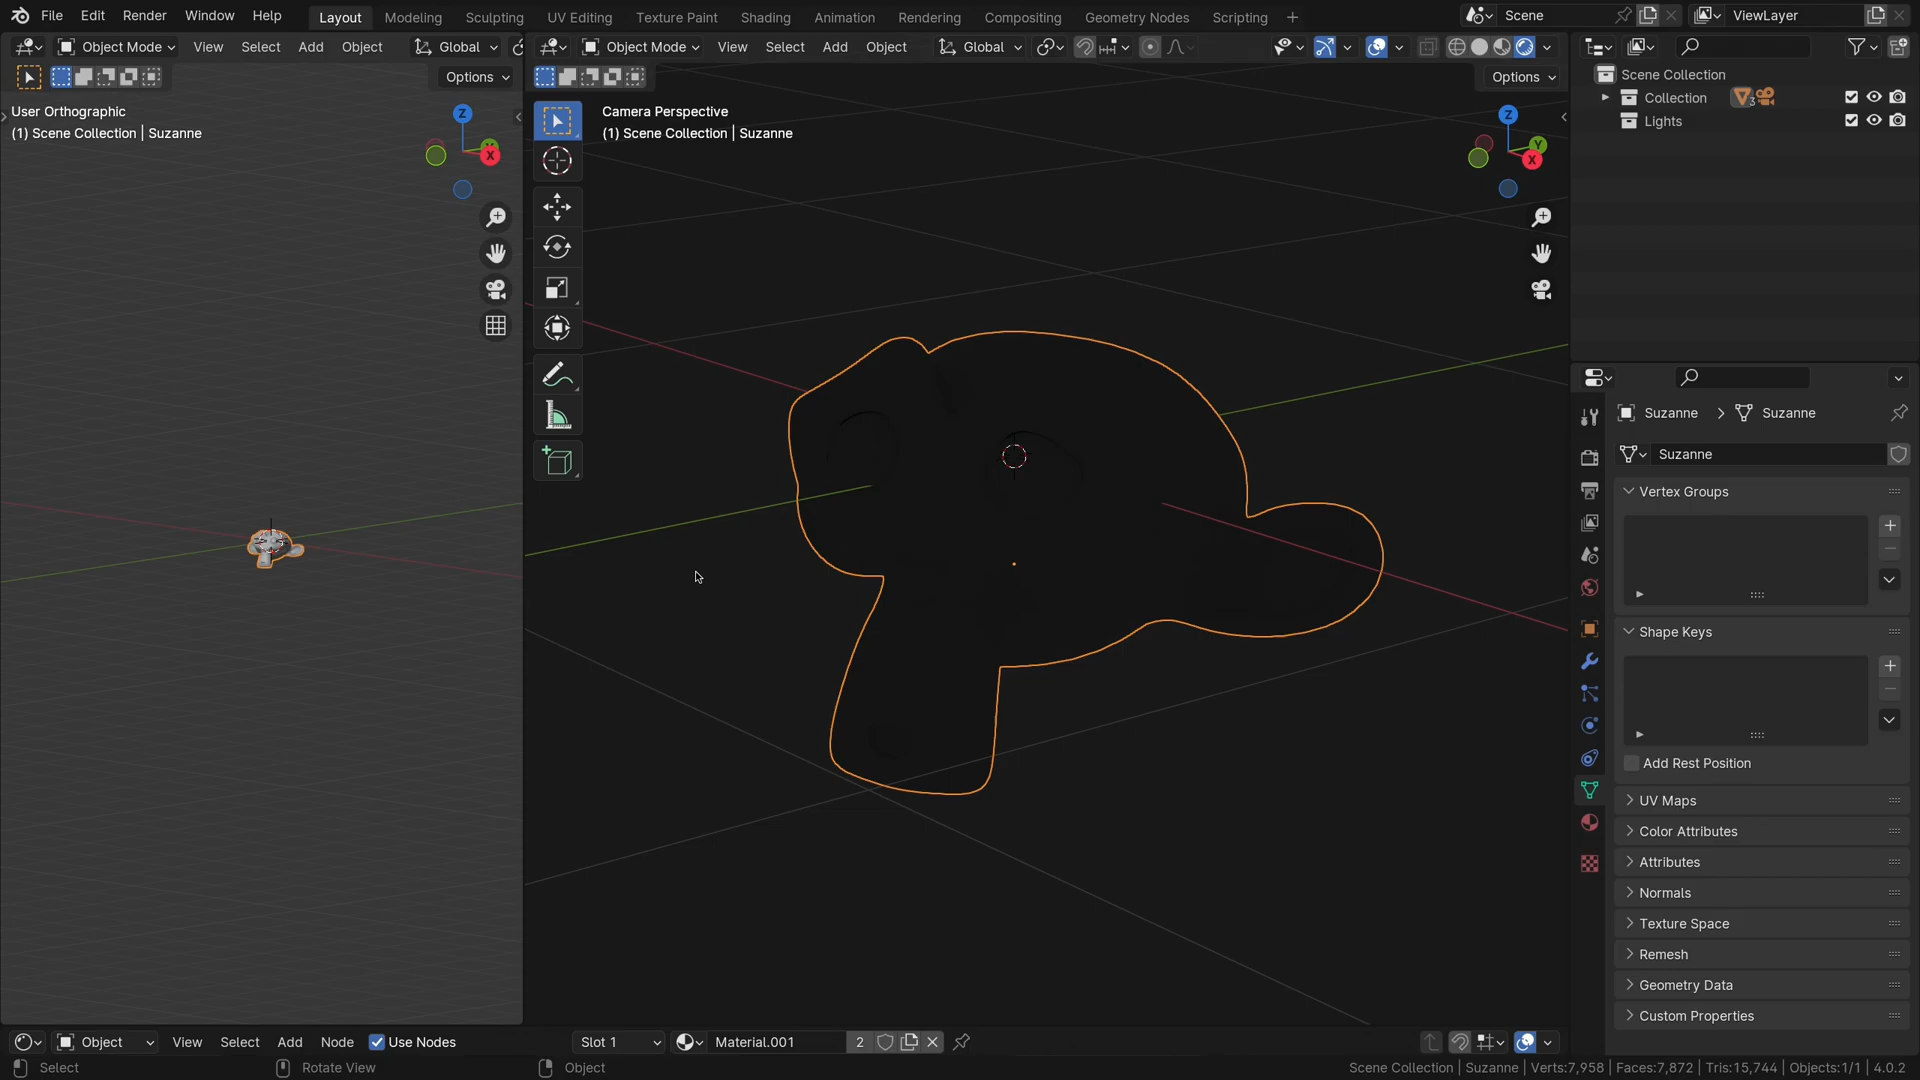 File Edit Render Window Help Layout Modeling Sculpting UV Editing Texture Paint Shading Animation Rendering Compositing Geometry Nodes Scripting Scene ViewLayer
Object Mode View Select Add Object Global Object Mode View Select Add Object Global
Options Options
Scene Collection
Collection 3
Lights
User Orthographic
(1) Scene Collection | Suzanne
Z
X
Camera Perspective
(1) Scene Collection | Suzanne
Z
Y
X
Suzanne > Suzanne
Suzanne
Vertex Groups
Shape Keys
Add Rest Position
UV Maps
Color Attributes
Attributes
Normals
Texture Space
Remesh
Geometry Data
Custom Properties
Object View Select Add Node Use Nodes Slot 1 Material.001 2
Select Rotate View Object Scene Collection | Suzanne | Verts:7,958 | Faces:7,872 | Tris:15,744 | Objects:1/1 | 4.0.2